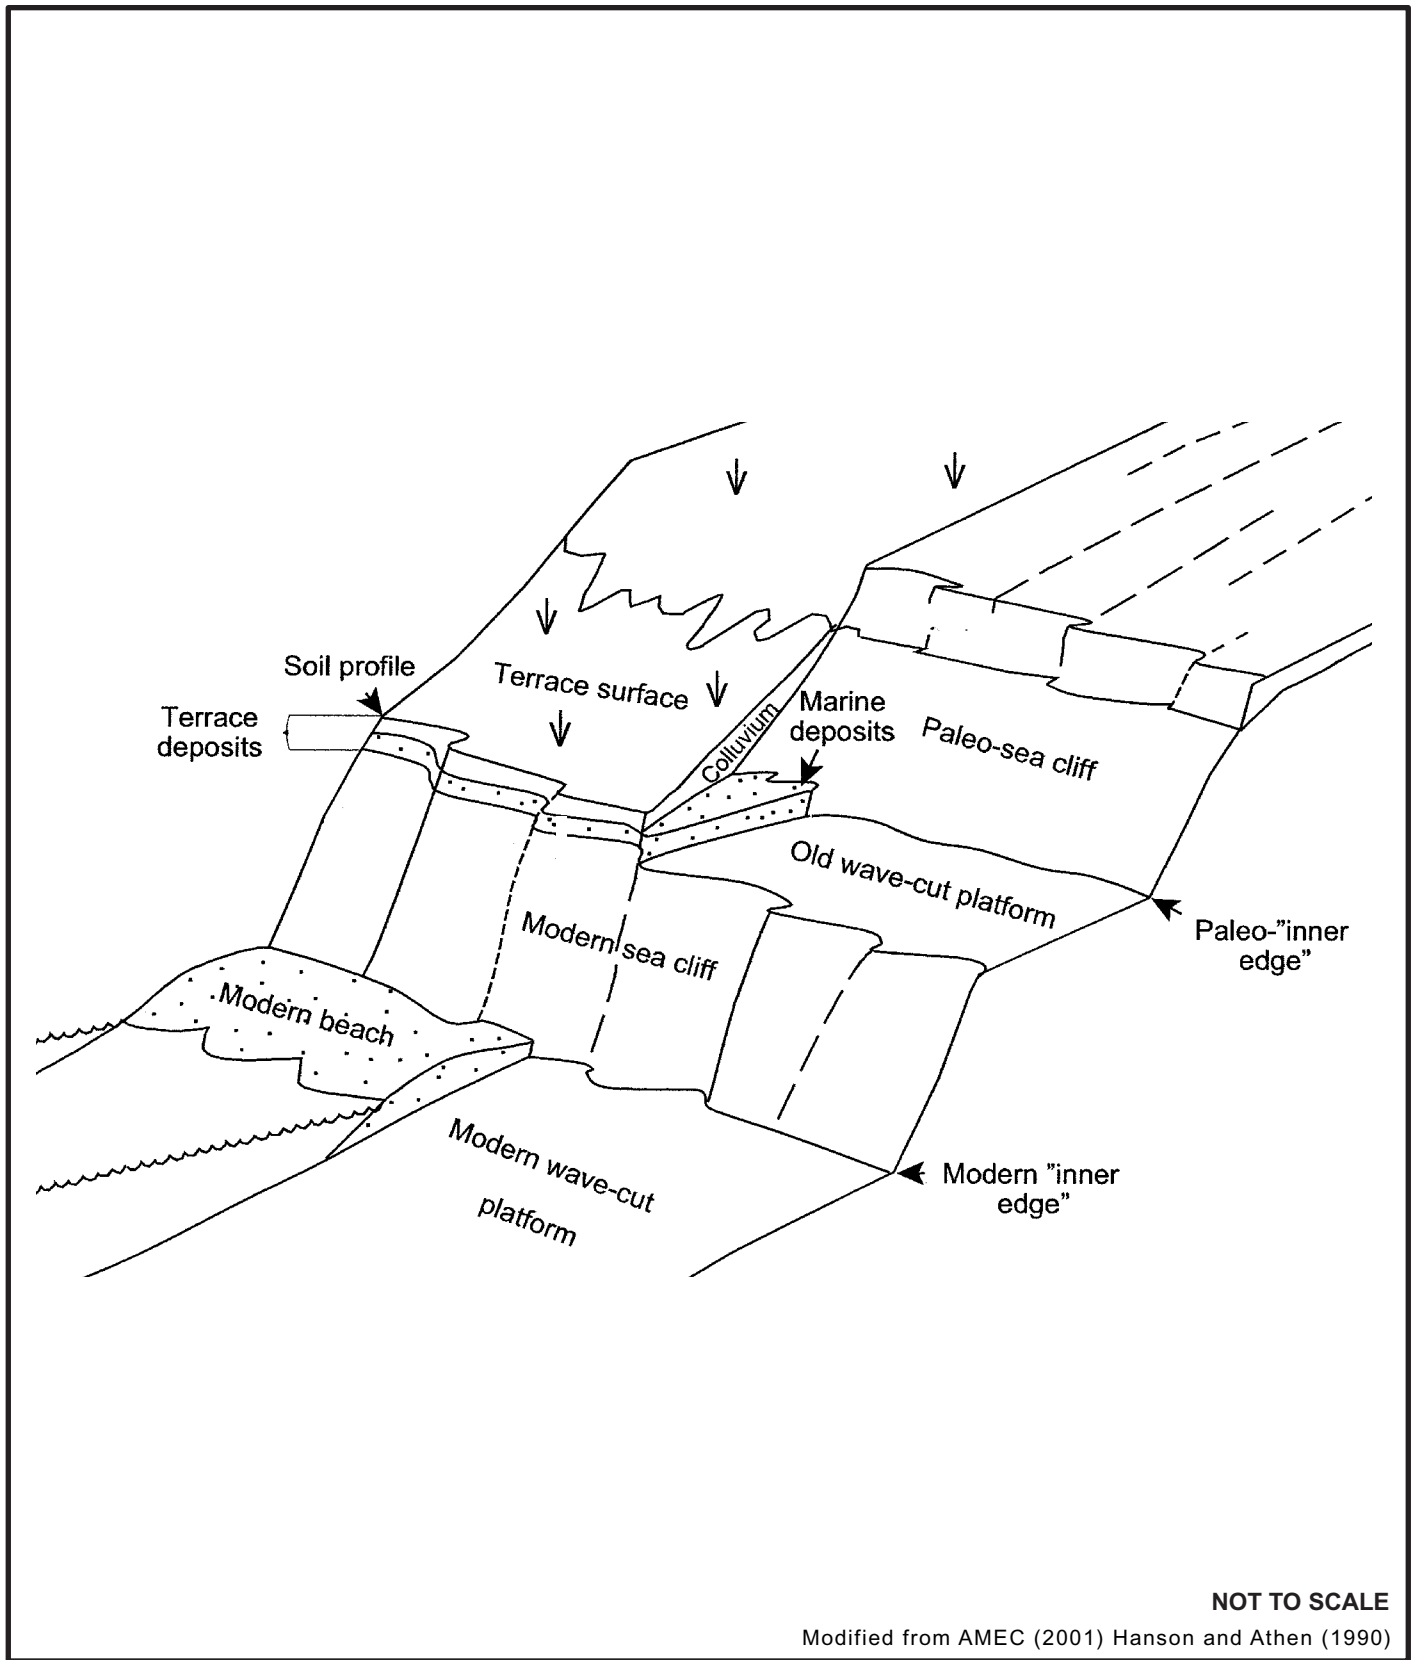 Soil profile
Terrace
deposits
Terrace surface
Colluvium
Marine
deposits
Paleo-sea cliff
Old wave-cut platform
Paleo-"inner
edge”
Modern sea cliff
Modern beach
Modern wave-cut
platform
Modern ”inner
edge”
NOT TO SCALE
Modified from AMEC (2001) Hanson and Athen (1990)